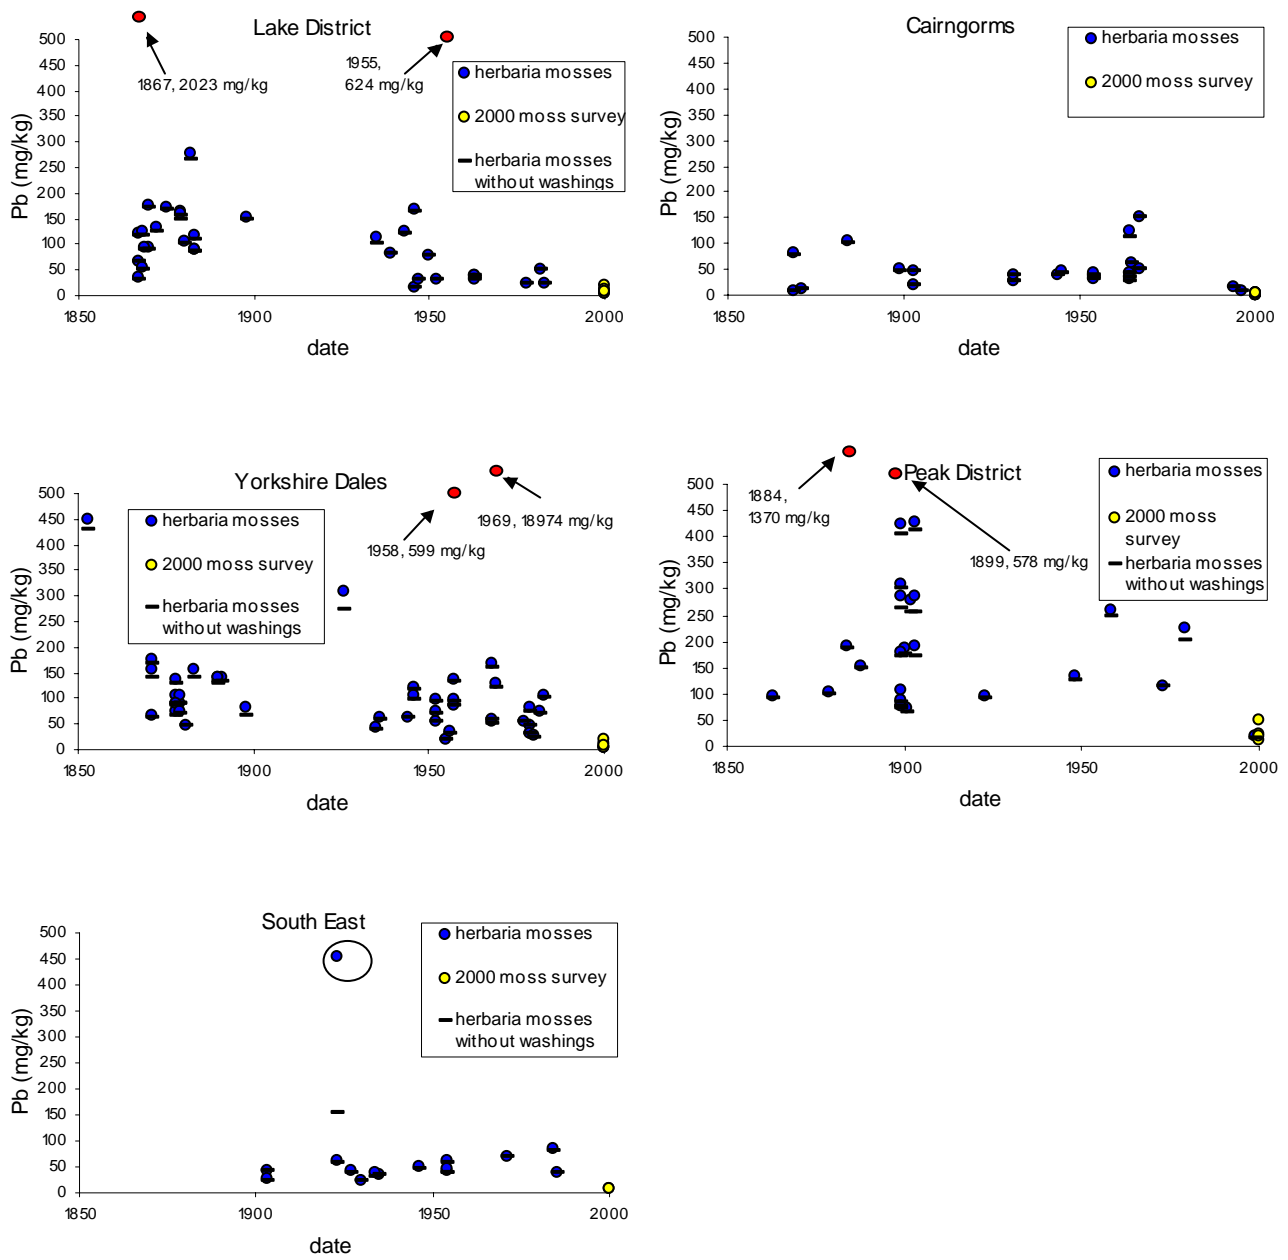 Lake District
Pb (mg/kg)
500
450
400
350
300
250
200
150
100
50
0
1850
1900
1950
2000
date
1867, 2023 mg/kg
1955,
624 mg/kg
herbaria mosses
2000 moss survey
herbaria mosses
without washings
Cairngorms
Pb (mg/kg)
500
450
400
350
300
250
200
150
100
50
0
1850
1900
1950
2000
date
herbaria mosses
2000 moss survey
Yorkshire Dales
Pb (mg/kg)
500
450
400
350
300
250
200
150
100
50
0
1850
1900
1950
2000
date
herbaria mosses
2000 moss survey
herbaria mosses
without washings
1958, 599 mg/kg
1969, 18974 mg/kg
Peak District
Pb (mg/kg)
500
450
400
350
300
250
200
150
100
50
0
1850
1900
1950
2000
date
1884,
1370 mg/kg
1899, 578 mg/kg
herbaria mosses
2000 moss
survey
herbaria mosses
without washings
South East
Pb (mg/kg)
500
450
400
350
300
250
200
150
100
50
0
1850
1900
1950
2000
date
herbaria mosses
2000 moss survey
herbaria mosses
without washings